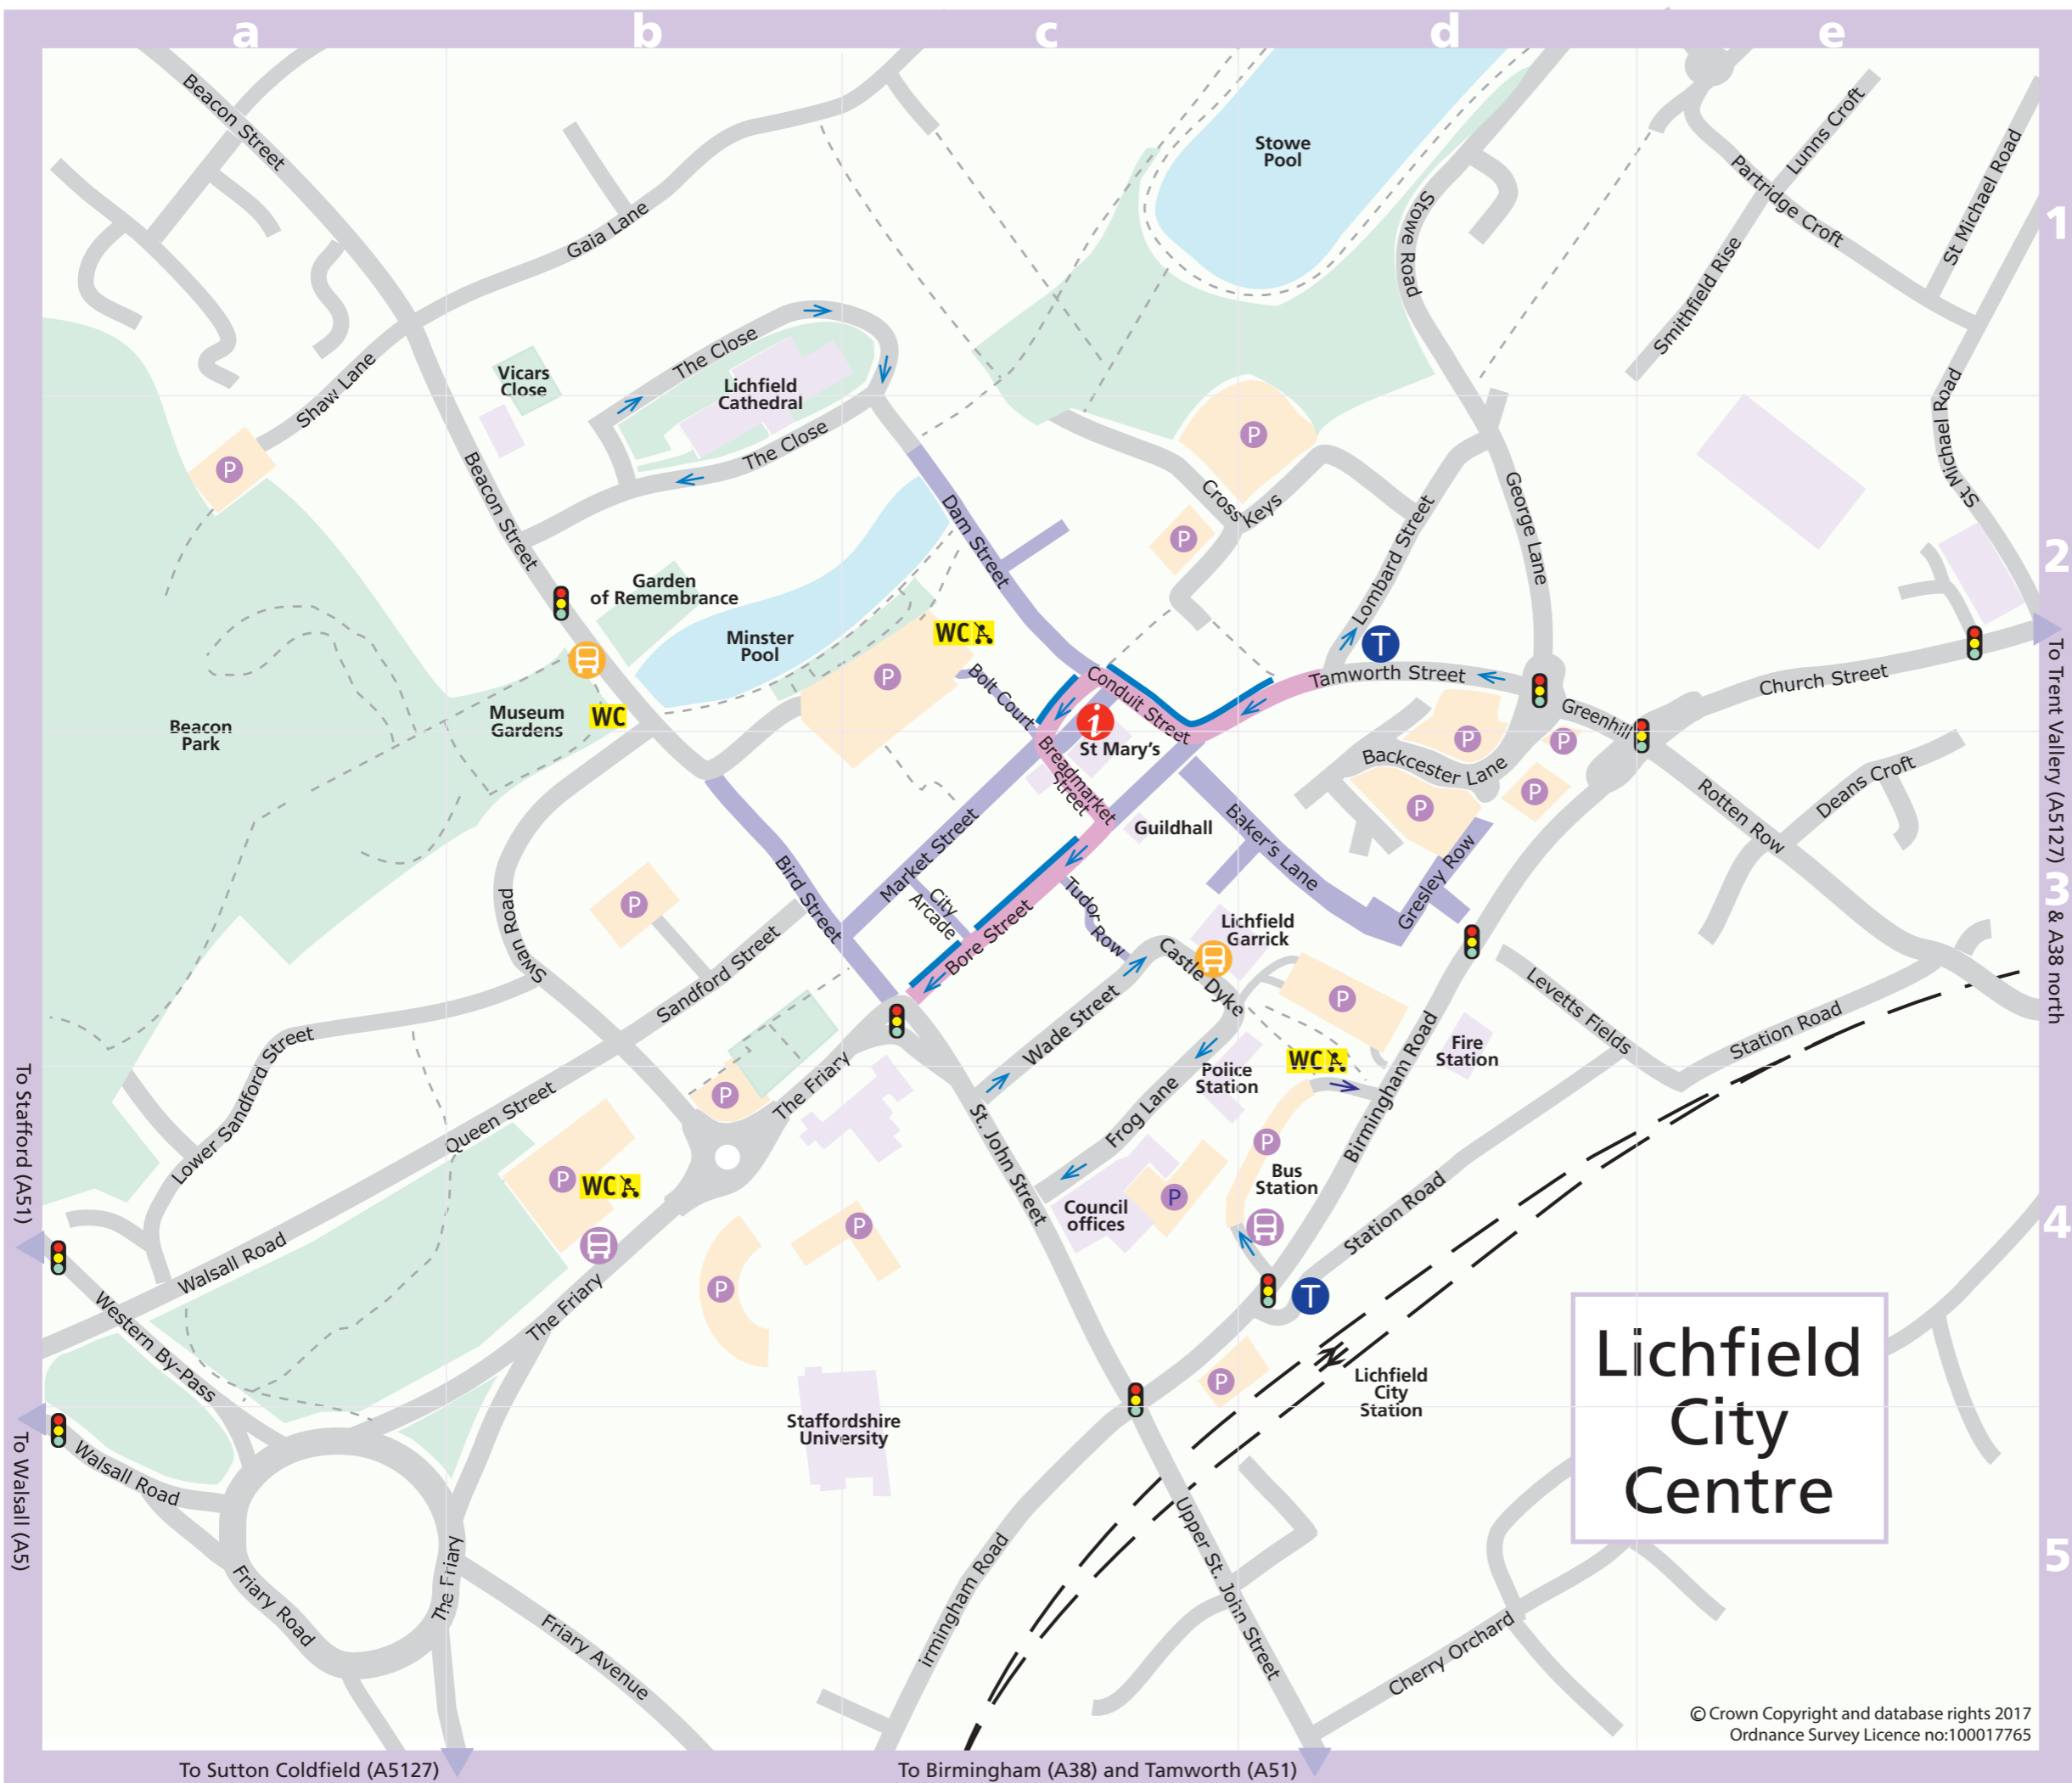 a
b
c
d
e
1
2
3
4
5
Beacon Street
Gaia Lane
Shaw Lane
Vicars
Close
The Close
Lichfield
Cathedral
The Close
Stowe
Pool
Stowe Road
Lunns Croft
Partridge Croft
Smithfield Rise
St Michael Road
St Michael Road
P
Beacon Street
Garden
of Remembrance
Minster
Pool
Dam Street
WC
P
P
P
Cross Keys
Lombard Street
George Lane
T
Tamworth Street
Greenhill
Church Street
Beacon
Park
Museum
Gardens
WC
Bolt Court
Conduit Street
i
St Mary's
Breadmarket
Street
Market Street
Guildhall
Baker's Lane
Backcester Lane
P
P
P
P
Gresley Row
Rotten Row
Deans Croft
Swan Road
P
Bird Street
City
Arcade
Bore Street
Tudor Row
Lichfield
Garrick
Castle Dyke
P
Sandford Street
Wade Street
Levetts Fields
Fire
Station
Station Road
Lower Sandford Street
Queen Street
P
The Friary
Police
Station
WC
Birmingham Road
Frog Lane
St. John Street
P
Bus
Station
P
WC
Council
offices
P
Station Road
Walsall Road
P
P
The Friary
T
Western By-Pass
P
Lichfield
City
Station
Staffordshire
University
Walsall Road
Friary Road
The Friary
Friary Avenue
irmingham Road
Upper St. John Street
Cherry Orchard
Lichfield
City
Centre
To Stafford (A51)
To Walsall (A5)
To Trent Valley (A5127) & A38 north
© Crown Copyright and database rights 2017
Ordnance Survey Licence no:100017765
To Sutton Coldfield (A5127)
To Birmingham (A38) and Tamworth (A51)